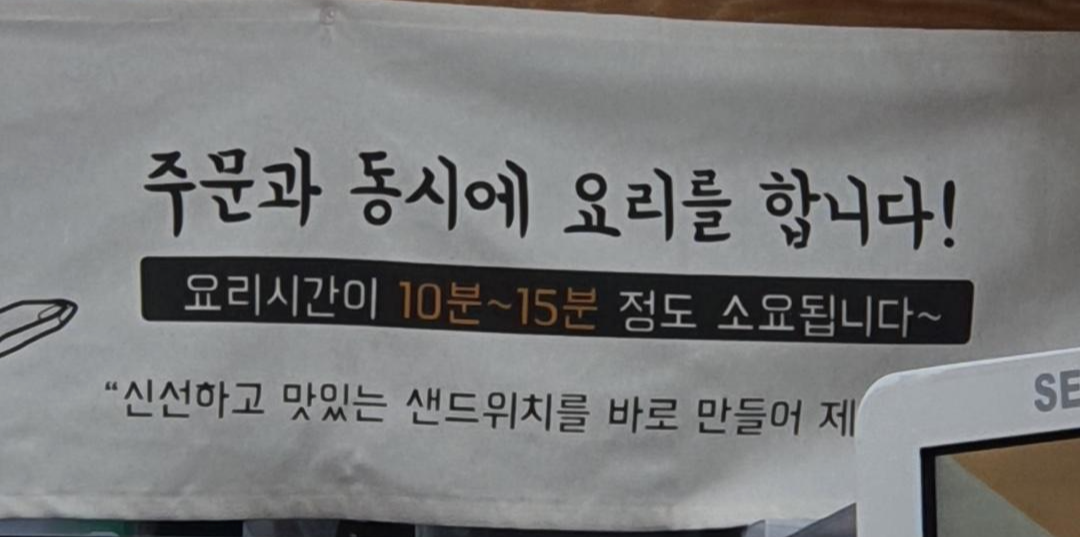 주문과 동시에 요리를 합니다!
요리시간이 10분~15분 정도 소요됩니다~
“신선하고 맛있는 샌드위치를 바로 만들어 제
SE